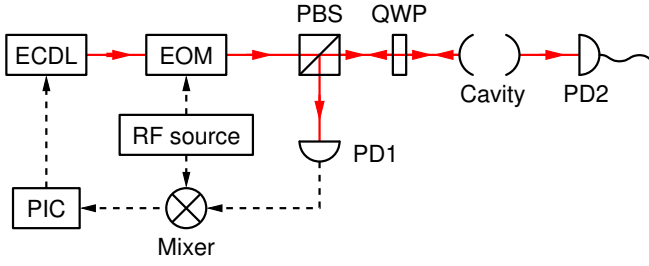 PBS
QWP
ECDL
EOM
Cavity
PD2
RF source
PD1
PIC
Mixer